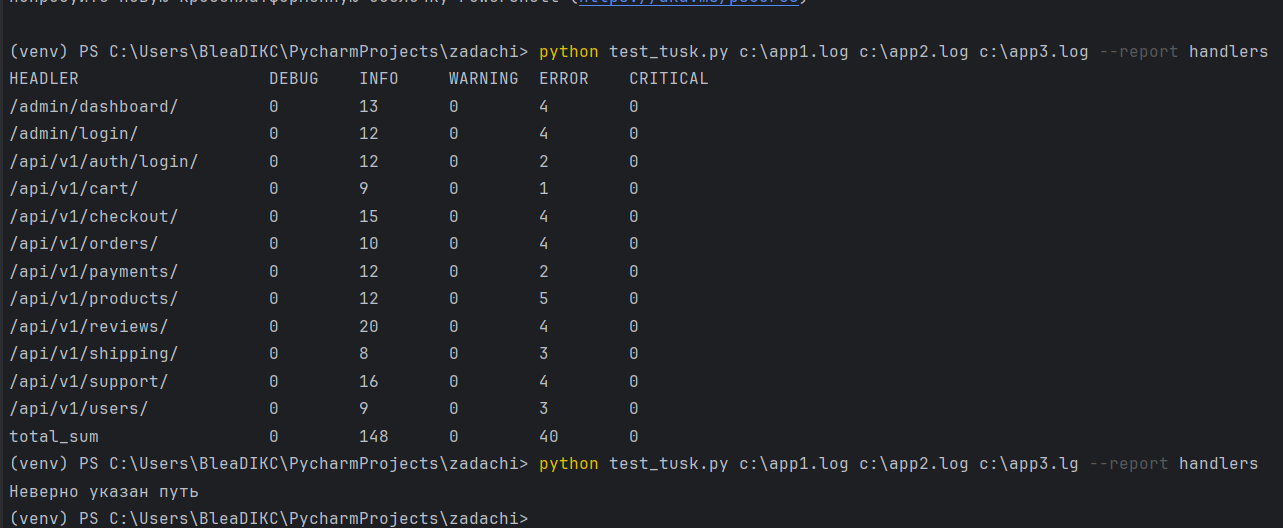 (venv) PS C:\Users\BleaDIKC\PycharmProjects\zadachi> python test_tusk.py c:\app1.log c:\app2.log c:\app3.log --report handlers
HEADLER DEBUG INFO WARNING ERROR CRITICAL
/admin/dashboard/ 0 13 0 4 0
/admin/login/ 0 12 0 4 0
/api/v1/auth/login/ 0 12 0 2 0
/api/v1/cart/ 0 9 0 1 0
/api/v1/checkout/ 0 15 0 4 0
/api/v1/orders/ 0 10 0 4 0
/api/v1/payments/ 0 12 0 2 0
/api/v1/products/ 0 12 0 5 0
/api/v1/reviews/ 0 20 0 4 0
/api/v1/shipping/ 0 8 0 3 0
/api/v1/support/ 0 16 0 4 0
/api/v1/users/ 0 9 0 3 0
total_sum 0 148 0 40 0
(venv) PS C:\Users\BleaDIKC\PycharmProjects\zadachi> python test_tusk.py c:\app1.log c:\app2.log c:\app3.lg --report handlers
Неверно указан путь
(venv) PS C:\Users\BleaDIKC\PycharmProjects\zadachi>